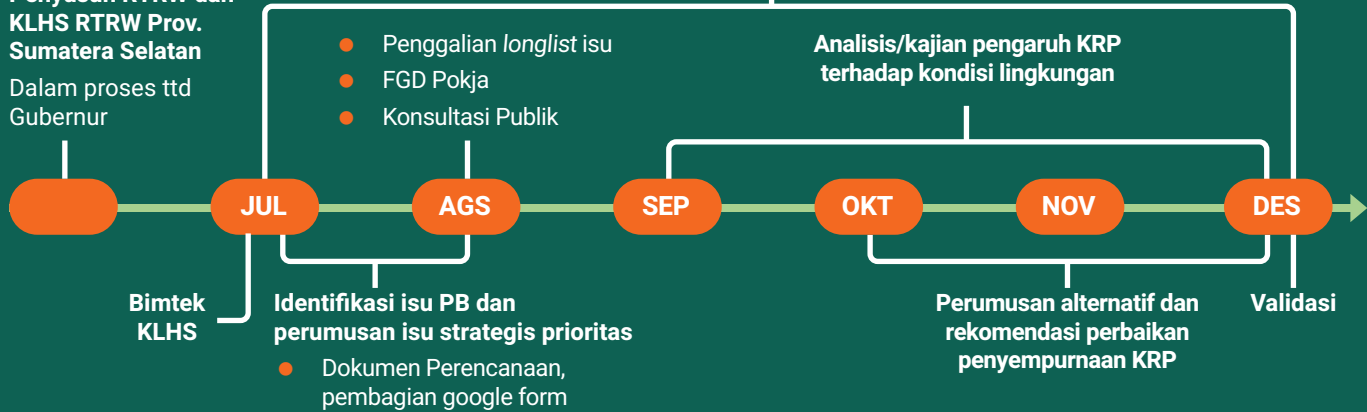 KLHS RTRW Prov.
Sumatera Selatan
Dalam proses ttd
Gubernur
Penggalian longlist isu
FGD Pokja
Konsultasi Publik
Analisis/kajian pengaruh KRP
terhadap kondisi lingkungan
JUL
AGS
SEP
OKT
NOV
DES
Bimtek
KLHS
Identifikasi isu PB dan
perumusan isu strategis prioritas
Dokumen Perencanaan,
pembagian google form
Perumusan alternatif dan
rekomendasi perbaikan
penyempurnaan KRP
Validasi